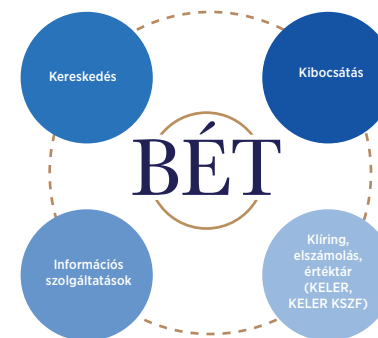 Kereskedés
Kibocsátás
BÉT
Információs
szolgáltatások
Klíring,
elszámolás,
értéktár
(KELER,
KELER KSZF)